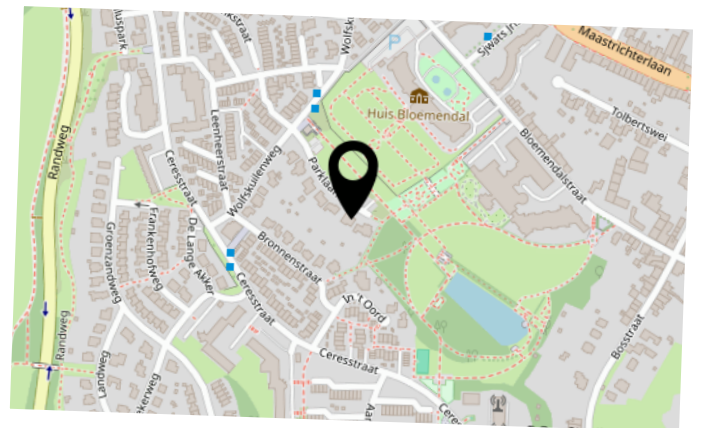 Wolfsk
Sjwats Jr
Maastrichterlaan
Huis Bloemendal
Tolbertswei
Randweg
Leenheerstraat
Bloemendalstraat
Ceresstraat
Parklaan
Wolfskuilenweg
Frankenhofweg
De Lange Akker
Groenzandweg
Bronnenstraat
Ceresstraat
In 't Oord
Randweg
Bosstraat
Ceresstraat
P